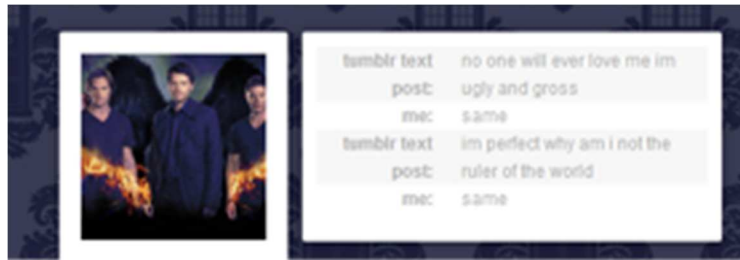 tumblr text no one will ever love me im
post: ugly and gross
me: same
tumblr text im perfect why am i not the
post: ruler of the world
me: same